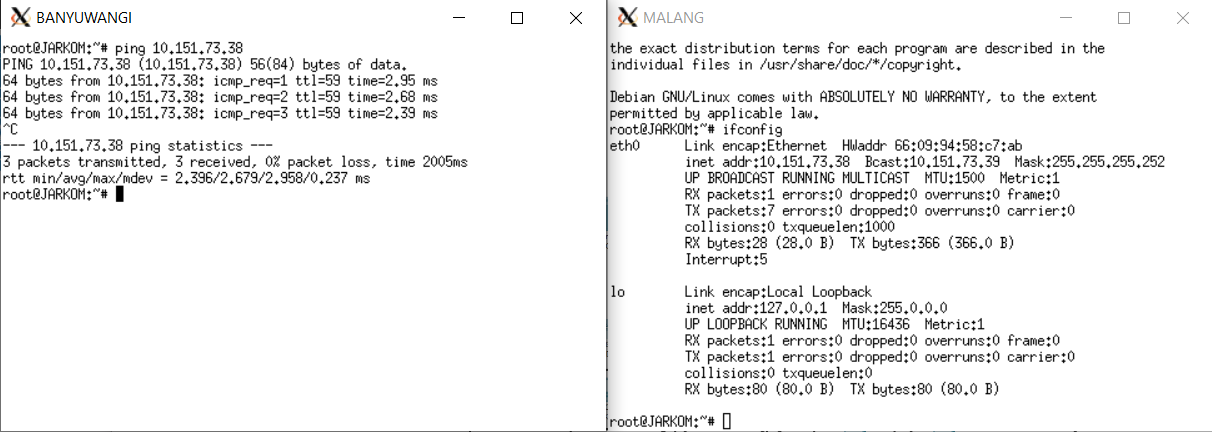 BANYUWANGI
root@JARKOM:~# ping 10.151.73.38
PING 10.151.73.38 (10.151.73.38) 56(84) bytes of data.
64 bytes from 10.151.73.38: icmp_req=1 ttl=59 time=2.95 ms
64 bytes from 10.151.73.38: icmp_req=2 ttl=59 time=2.68 ms
64 bytes from 10.151.73.38: icmp_req=3 ttl=59 time=2.39 ms
^C
--- 10.151.73.38 ping statistics ---
3 packets transmitted, 3 received, 0% packet loss, time 2005ms
rtt min/avg/max/mdev = 2.396/2.679/2.958/0.237 ms
root@JARKOM:~#
MALANG
the exact distribution terms for each program are described in the
individual files in /usr/share/doc/*/copyright.
Debian GNU/Linux comes with ABSOLUTELY NO WARRANTY, to the extent
permitted by applicable law.
root@JARKOM:~# ifconfig
eth0 Link encap:Ethernet HWaddr 66:09:94:58:c7:ab
inet addr:10.151.73.38 Bcast:10.151.73.39 Mask:255.255.255.252
UP BROADCAST RUNNING MULTICAST MTU:1500 Metric:1
RX packets:1 errors:0 dropped:0 overruns:0 frame:0
TX packets:7 errors:0 dropped:0 overruns:0 carrier:0
collisions:0 txqueuelen:1000
RX bytes:28 (28.0 B) TX bytes:366 (366.0 B)
Interrupt:5
lo Link encap:Local Loopback
inet addr:127.0.0.1 Mask:255.0.0.0
UP LOOPBACK RUNNING MTU:16436 Metric:1
RX packets:1 errors:0 dropped:0 overruns:0 frame:0
TX packets:1 errors:0 dropped:0 overruns:0 carrier:0
collisions:0 txqueuelen:0
RX bytes:80 (80.0 B) TX bytes:80 (80.0 B)
root@JARKOM:~#